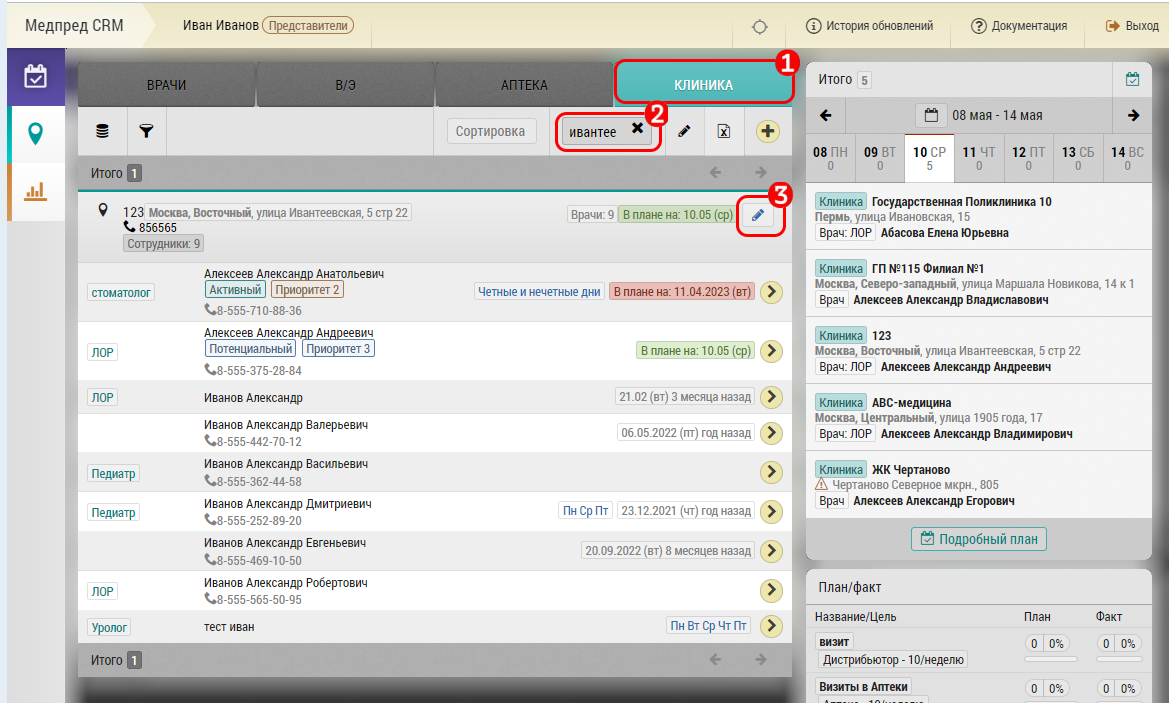 Медпред CRM
Иван Иванов Представители
История обновлений
Документация
Выход
ВРАЧИ
В/Э
АПТЕКА
КЛИНИКА
1
Сортировка
ивантее
2
Итого 1
123 Москва, Восточный, улица Ивантеевская, 5 стр 22
856565
Сотрудники: 9
Врачи: 9 В плане на: 10.05 (ср)
3
стоматолог
Алексеев Александр Анатольевич
Активный Приоритет 2
8-555-710-88-36
Четные и нечетные дни В плане на: 11.04.2023 (вт)
ЛОР
Алексеев Александр Андреевич
Потенциальный Приоритет 3
8-555-375-28-84
В плане на: 10.05 (ср)
ЛОР
Иванов Александр
21.02 (вт) 3 месяца назад
Иванов Александр Валерьевич
8-555-442-70-12
06.05.2022 (пт) год назад
Педиатр
Иванов Александр Васильевич
8-555-362-44-58
Педиатр
Иванов Александр Дмитриевич
8-555-252-89-20
Пн Ср Пт 23.12.2021 (чт) год назад
Иванов Александр Евгеньевич
8-555-469-10-50
20.09.2022 (вт) 8 месяцев назад
ЛОР
Иванов Александр Робертович
8-555-565-50-95
Уролог
тест иван
Пн Вт Ср Чт Пт
Итого 1
Итого 5
08 мая - 14 мая
08 ПН 09 ВТ 10 СР 11 ЧТ 12 ПТ 13 СБ 14 ВС
0 0 5 0 0 0 0
Клиника Государственная Поликлиника 10
Пермь, улица Ивановская, 15
Врач: ЛОР Абасова Елена Юрьевна
Клиника ГП №115 Филиал №1
Москва, Северо-западный, улица Маршала Новикова, 14 к 1
Врач Алексеев Александр Владиславович
Клиника 123
Москва, Восточный, улица Ивантеевская, 5 стр 22
Врач: ЛОР Алексеев Александр Андреевич
Клиника АВС-медицина
Москва, Центральный, улица 1905 года, 17
Врач: ЛОР Алексеев Александр Владимирович
Клиника ЖК Чертаново
Чертаново Северное мкрн., 805
Врач Алексеев Александр Егорович
Подробный план
План/факт
Название/Цель План Факт
визит 0 0% 0 0%
Дистрибьютор - 10/неделю
Визиты в Аптеки 0 0% 0 0%